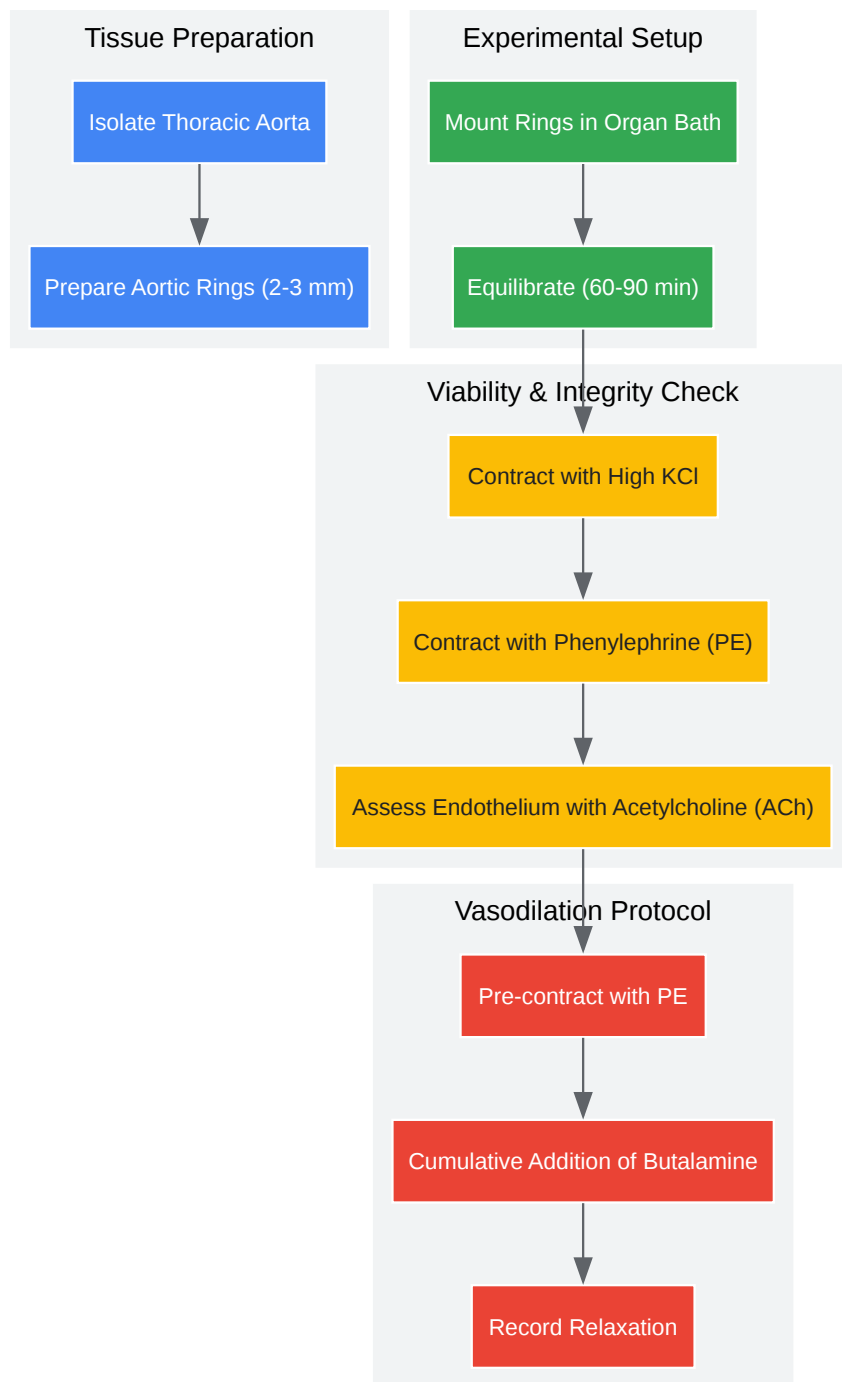 Tissue Preparation
Isolate Thoracic Aorta
Prepare Aortic Rings (2-3 mm)
Experimental Setup
Mount Rings in Organ Bath
Equilibrate (60-90 min)
Viability & Integrity Check
Contract with High KCl
Contract with Phenylephrine (PE)
Assess Endothelium with Acetylcholine (ACh)
Vasodilation Protocol
Pre-contract with PE
Cumulative Addition of Butalamine
Record Relaxation